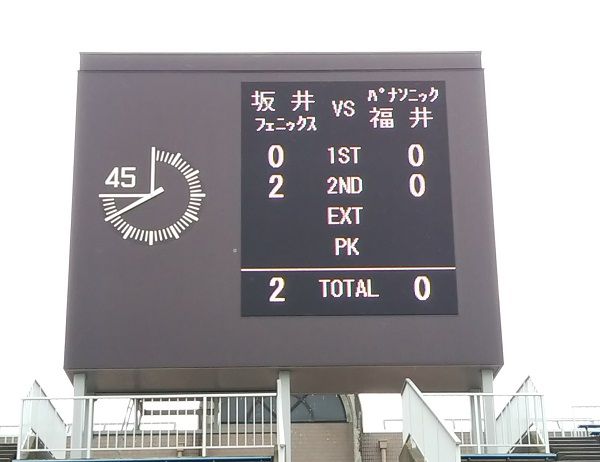 45
坂井 VS ﾊﾟﾅｿﾆｯｸ
ﾌｪﾆｯｸｽ 福井
0 1ST 0
2 2ND 0
EXT
PK
2 TOTAL 0